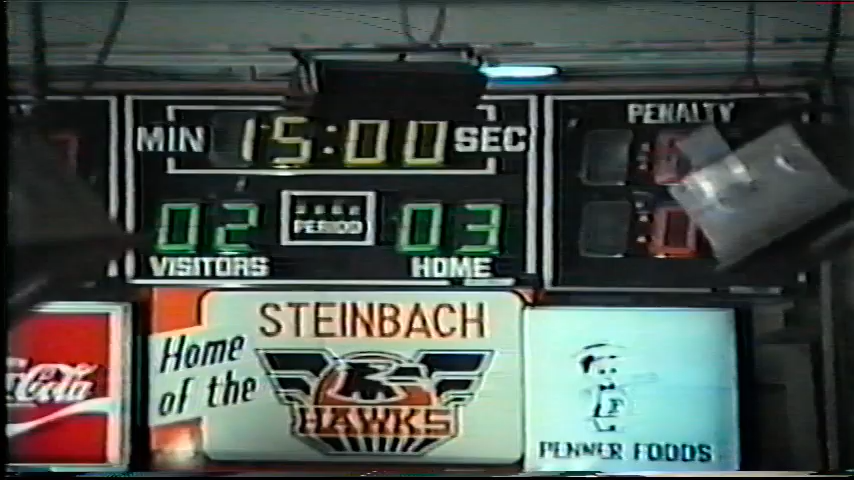 PENALTY
MIN 15:00 SEC
02 PERIOD 03
VISITORS HOME
STEINBACH
Home
of the
HAWKS
Coca-Cola
PENNER FOODS